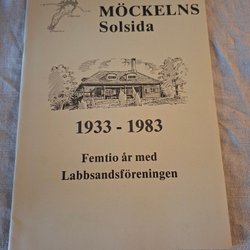 MÖCKELNS
Solsida
1933 - 1983
Femtio år med
Labbsandsföreningen